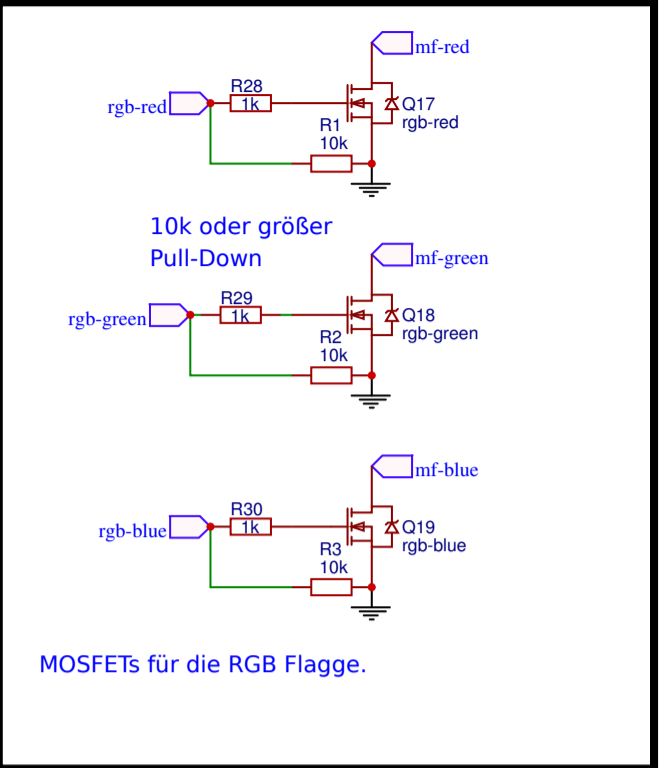 mf-red
R28
rgb-red
1k
Q17
rgb-red
R1
10k
10k oder größer
Pull-Down
mf-green
R29
rgb-green
1k
Q18
rgb-green
R2
10k
mf-blue
R30
rgb-blue
1k
Q19
rgb-blue
R3
10k
MOSFETs für die RGB Flagge.